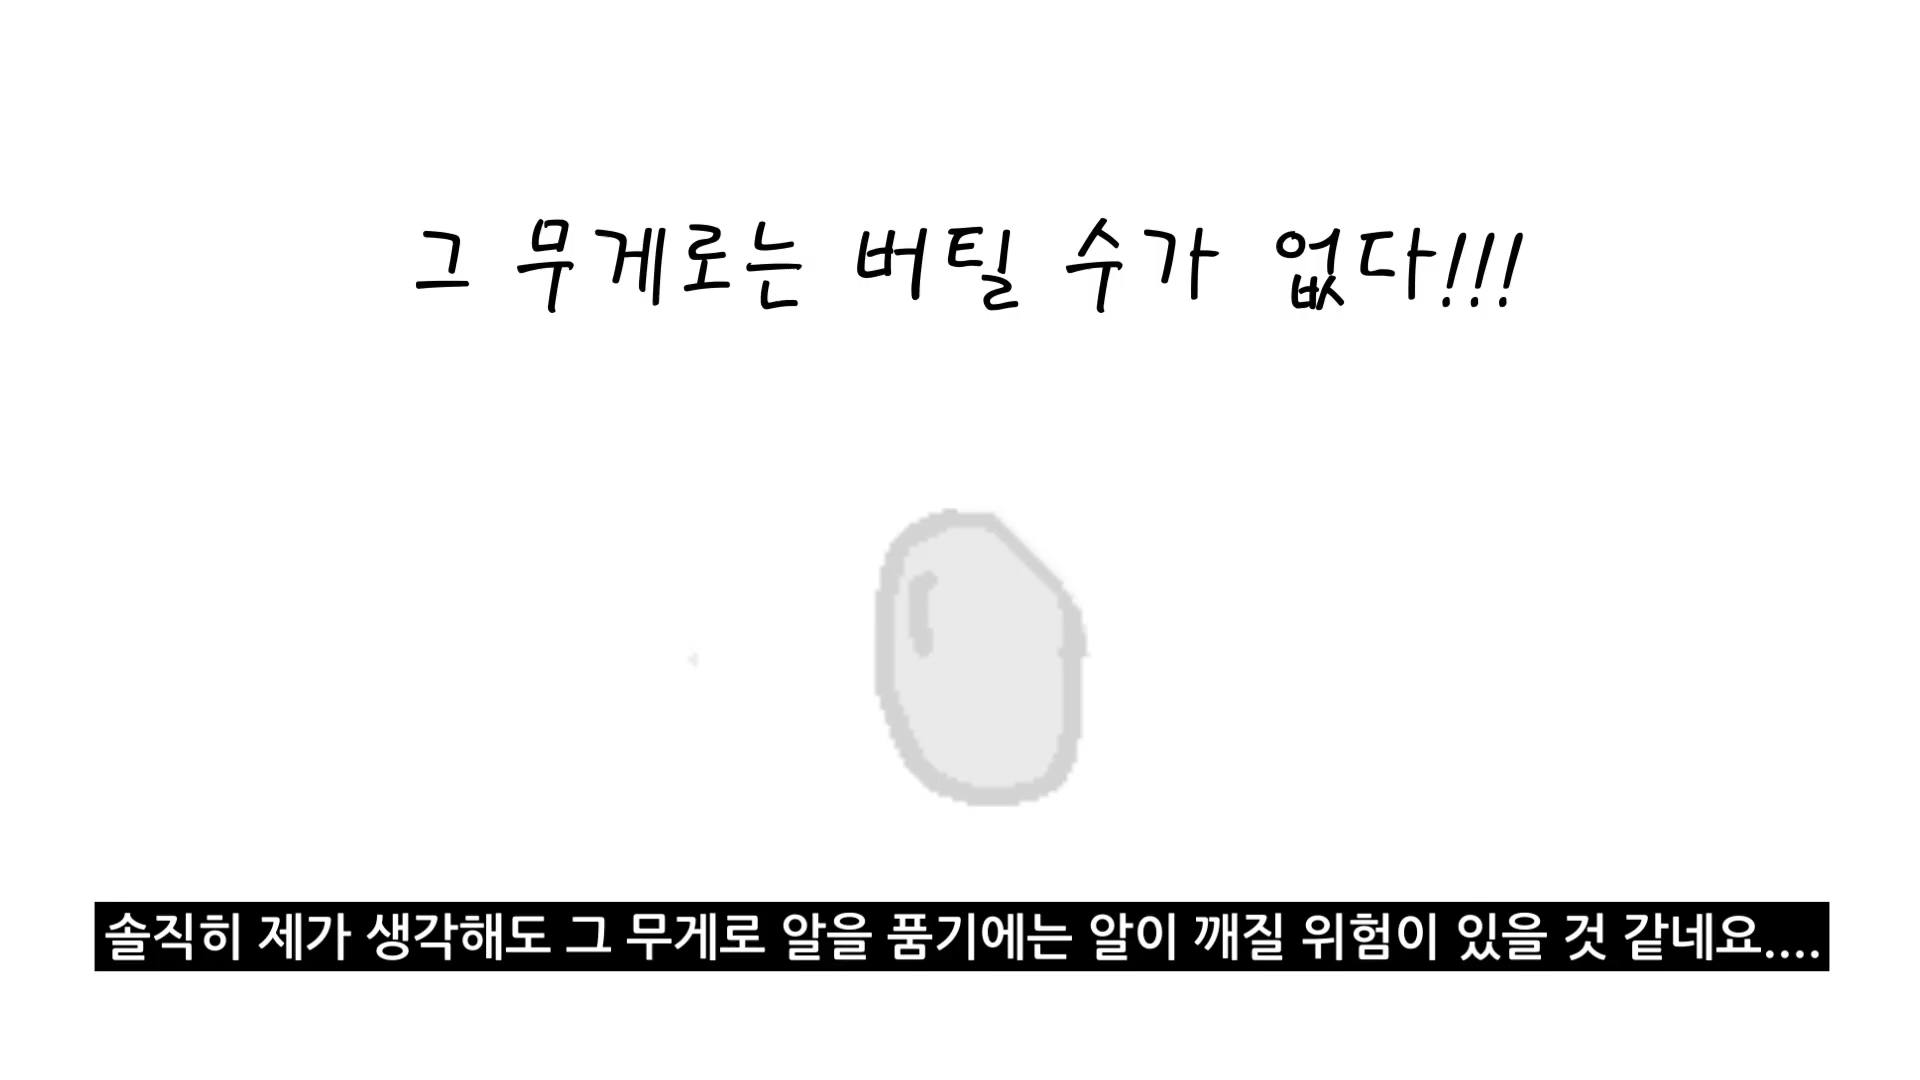 그 무게로는 버틸 수가 없다!!!
솔직히 제가 생각해도 그 무게로 알을 품기에는 알이 깨질 위험이 있을 것 같네요....